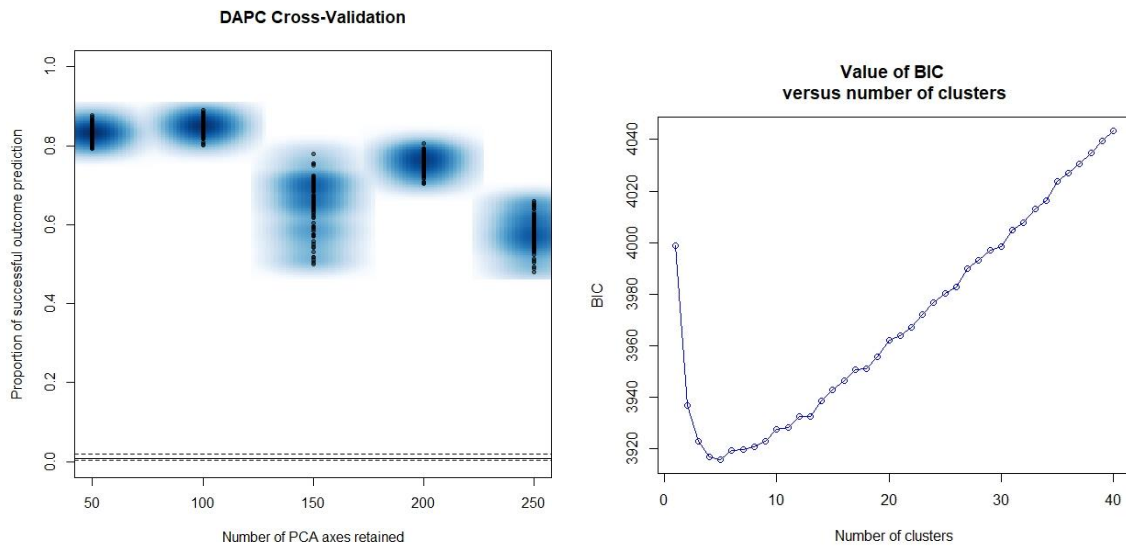 DAPC Cross-Validation
Proportion of successful outcome prediction
1.0
0.8
0.6
0.4
0.2
0.0
50 100 150 200 250
Number of PCA axes retained
Value of BIC
versus number of clusters
BIC
4040
4020
4000
3980
3960
3940
3920
0 10 20 30 40
Number of clusters